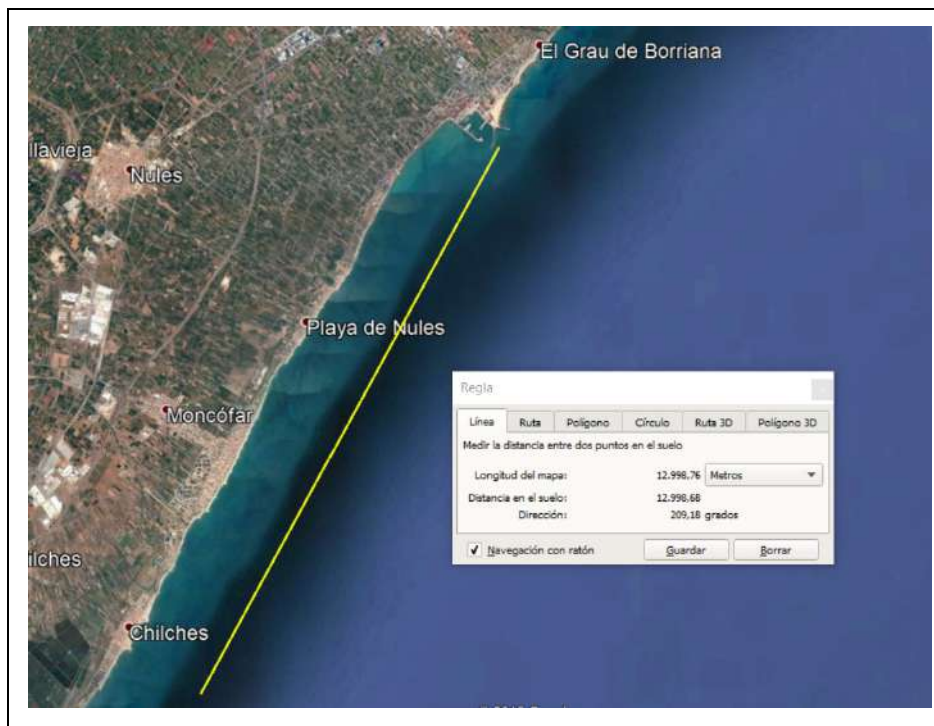 El Grau de Borriana
llavieja
Nules
Playa de Nules
Moncófar
ilches
Chilches
Regla
Línea Ruta Polígono Círculo Ruta 3D Polígono 3D
Medir la distancia entre dos puntos en el suelo
Longitud del mapa: 12.998,76 Metros
Distancia en el suelo: 12.998,68
Dirección: 209,18 grados
Navegación con ratón Guardar Borrar